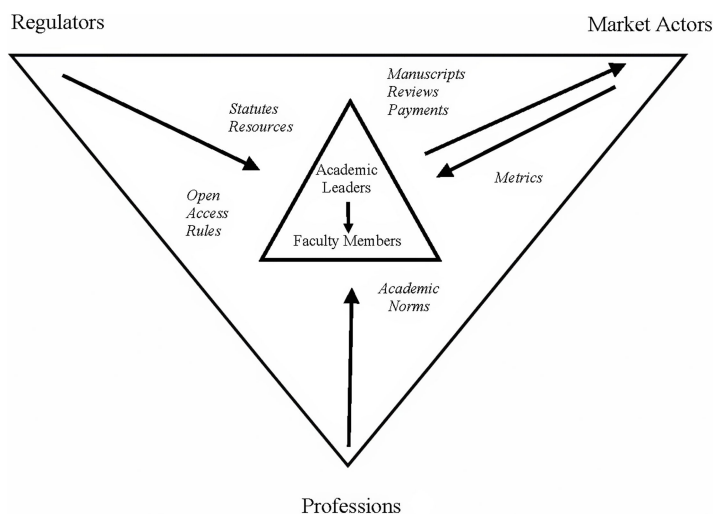 Regulators
Market Actors
Manuscripts
Reviews
Payments
Statutes
Resources
Academic
Leaders
Metrics
Open
Access
Rules
Faculty Members
Academic
Norms
Professions